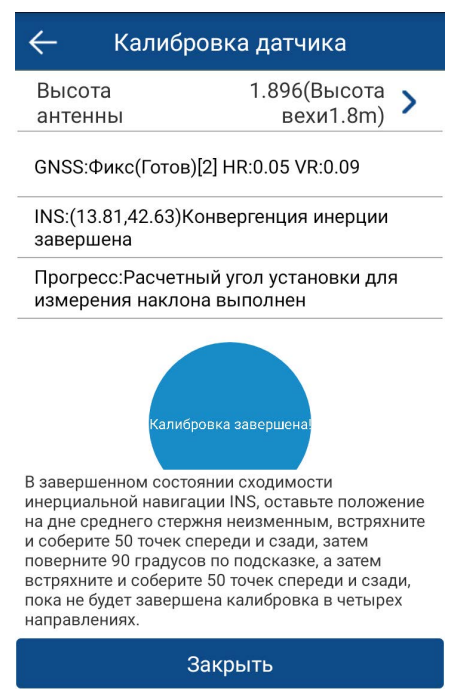 Калибровка датчика
Высота 1.896(Высота
антенны вехи1.8m)
GNSS:Фикс(Готов)[2] HR:0.05 VR:0.09
INS:(13.81,42.63)Конвергенция инерции
завершена
Прогресс:Расчетный угол установки для
измерения наклона выполнен
Калибровка завершена!
В завершенном состоянии сходимости
инерциальной навигации INS, оставьте положение
на дне среднего стержня неизменным, встряхните
и соберите 50 точек спереди и сзади, затем
поверните 90 градусов по подсказке, а затем
встряхните и соберите 50 точек спереди и сзади,
пока не будет завершена калибровка в четырех
направлениях.
Закрыть